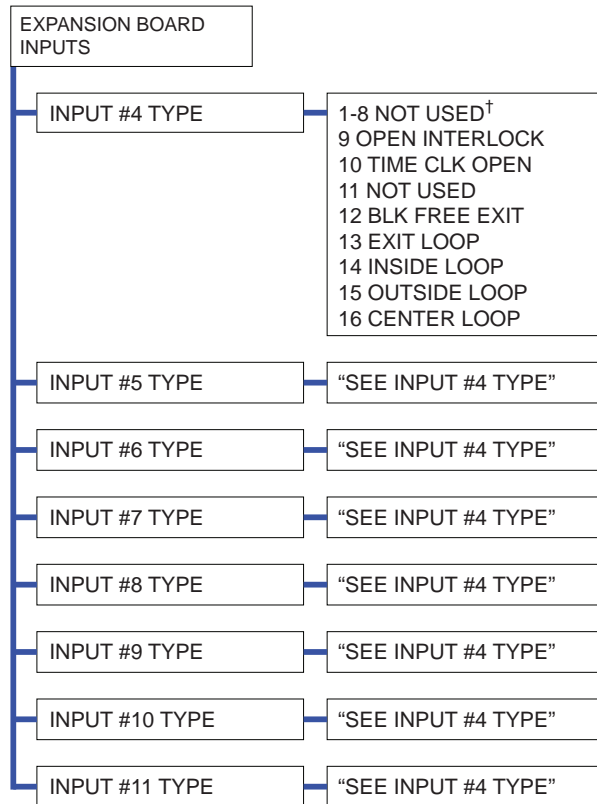 EXPANSION BOARD
INPUTS
INPUT #4 TYPE
1-8 NOT USED†
9 OPEN INTERLOCK
10 TIME CLK OPEN
11 NOT USED
12 BLK FREE EXIT
13 EXIT LOOP
14 INSIDE LOOP
15 OUTSIDE LOOP
16 CENTER LOOP
INPUT #5 TYPE
“SEE INPUT #4 TYPE”
INPUT #6 TYPE
“SEE INPUT #4 TYPE”
INPUT #7 TYPE
“SEE INPUT #4 TYPE”
INPUT #8 TYPE
“SEE INPUT #4 TYPE”
INPUT #9 TYPE
“SEE INPUT #4 TYPE”
INPUT #10 TYPE
“SEE INPUT #4 TYPE”
INPUT #11 TYPE
“SEE INPUT #4 TYPE”